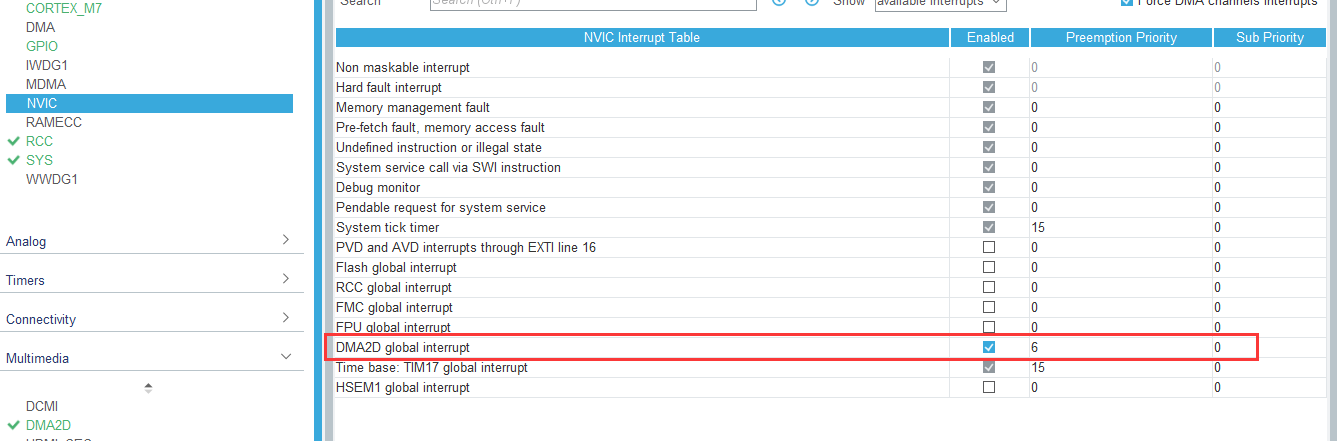 CORTEX_M7
DMA
GPIO
IWDG1
MDMA
NVIC
RAMECC
RCC
SYS
WWDG1
Analog
Timers
Connectivity
Multimedia
DCMI
DMA2D
Search Search (Ctrl+F) Show available interrupts Force DMA channels Interrupts
NVIC Interrupt Table Enabled Preemption Priority Sub Priority
Non maskable interrupt 0 0
Hard fault interrupt 0 0
Memory management fault 0 0
Pre-fetch fault, memory access fault 0 0
Undefined instruction or illegal state 0 0
System service call via SWI instruction 0 0
Debug monitor 0 0
Pendable request for system service 0 0
System tick timer 15 0
PVD and AVD interrupts through EXTI line 16 0 0
Flash global interrupt 0 0
RCC global interrupt 0 0
FMC global interrupt 0 0
FPU global interrupt 0 0
DMA2D global interrupt 6 0
Time base: TIM17 global interrupt 15 0
HSEM1 global interrupt 0 0